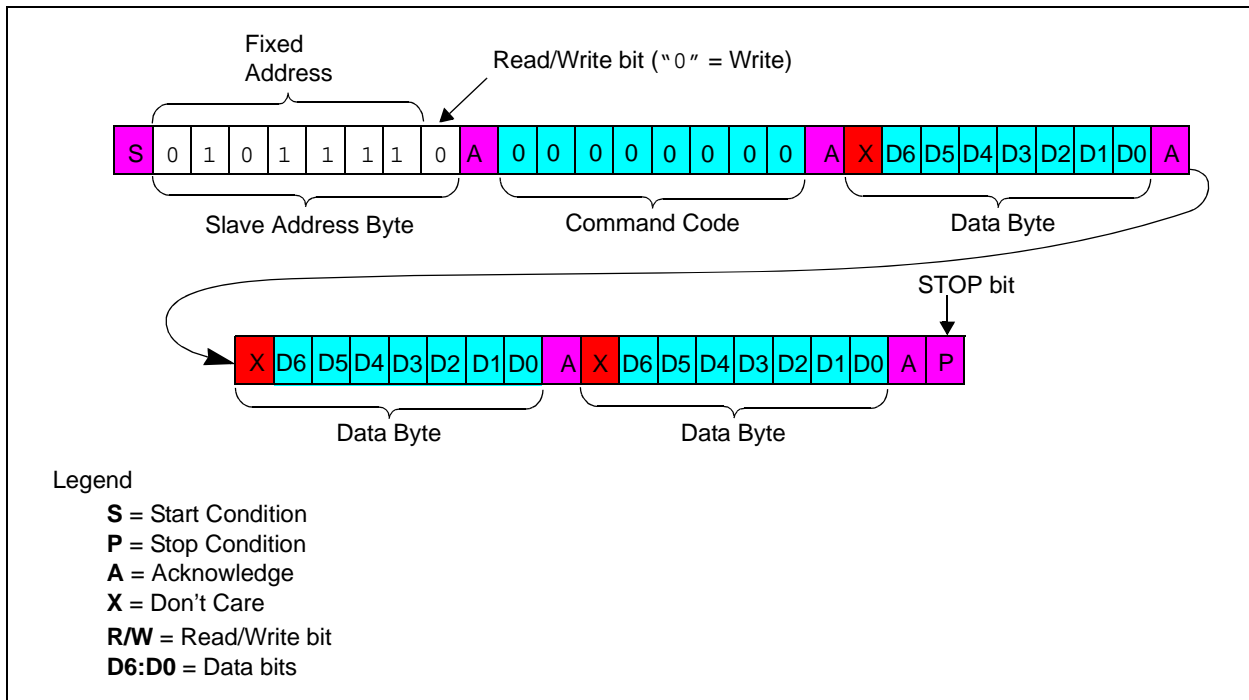 Fixed
Address
Read/Write bit ("0" = Write)
S 0 1 0 1 1 1 1 0 A 0 0 0 0 0 0 0 0 A X D6 D5 D4 D3 D2 D1 D0 A
Slave Address Byte Command Code Data Byte
STOP bit
X D6 D5 D4 D3 D2 D1 D0 A X D6 D5 D4 D3 D2 D1 D0 A P
Data Byte Data Byte
Legend
S = Start Condition
P = Stop Condition
A = Acknowledge
X = Don't Care
R/W = Read/Write bit
D6:D0 = Data bits